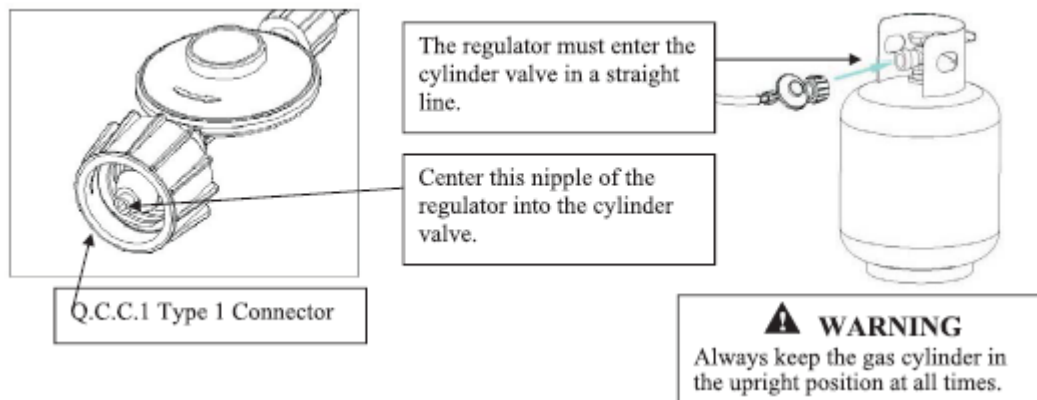 The regulator must enter the
cylinder valve in a straight
line.
Center this nipple of the
regulator into the cylinder
valve.
Q.C.C.1 Type 1 Connector
WARNING
Always keep the gas cylinder in
the upright position at all times.